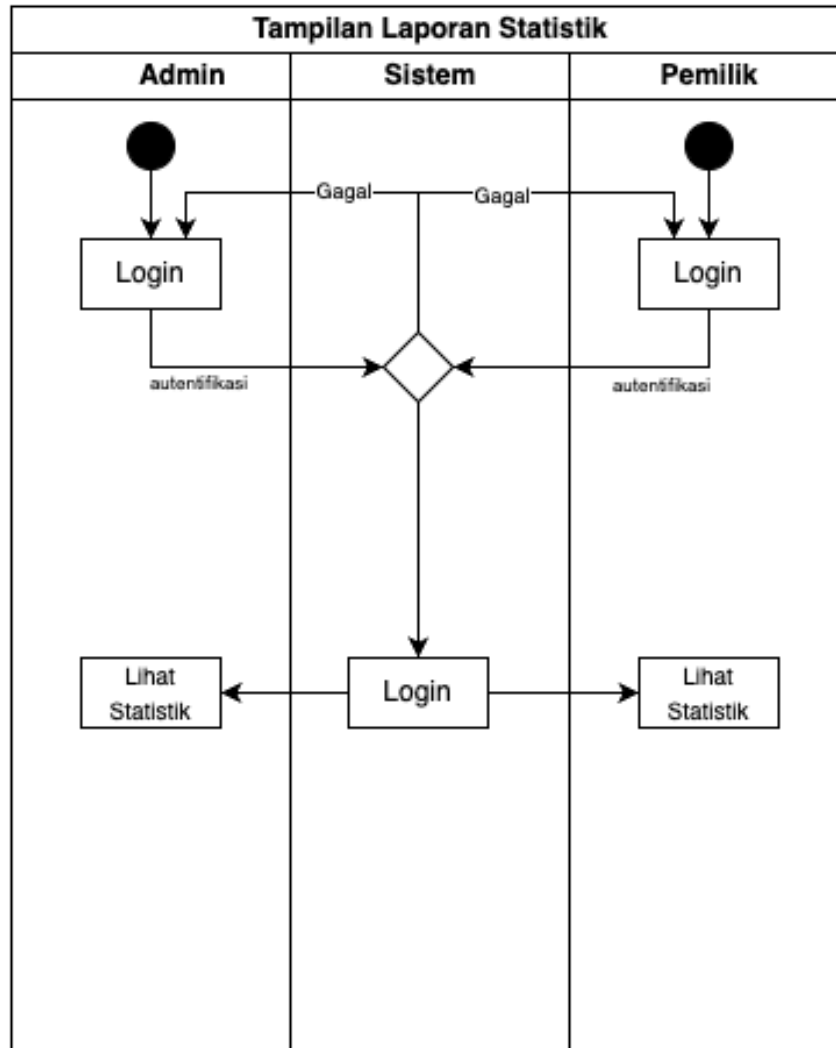 Tampilan Laporan Statistik
Admin
Sistem
Pemilik
Gagal
Gagal
Login
Login
autentifikasi
autentifikasi
Lihat
Statistik
Login
Lihat
Statistik